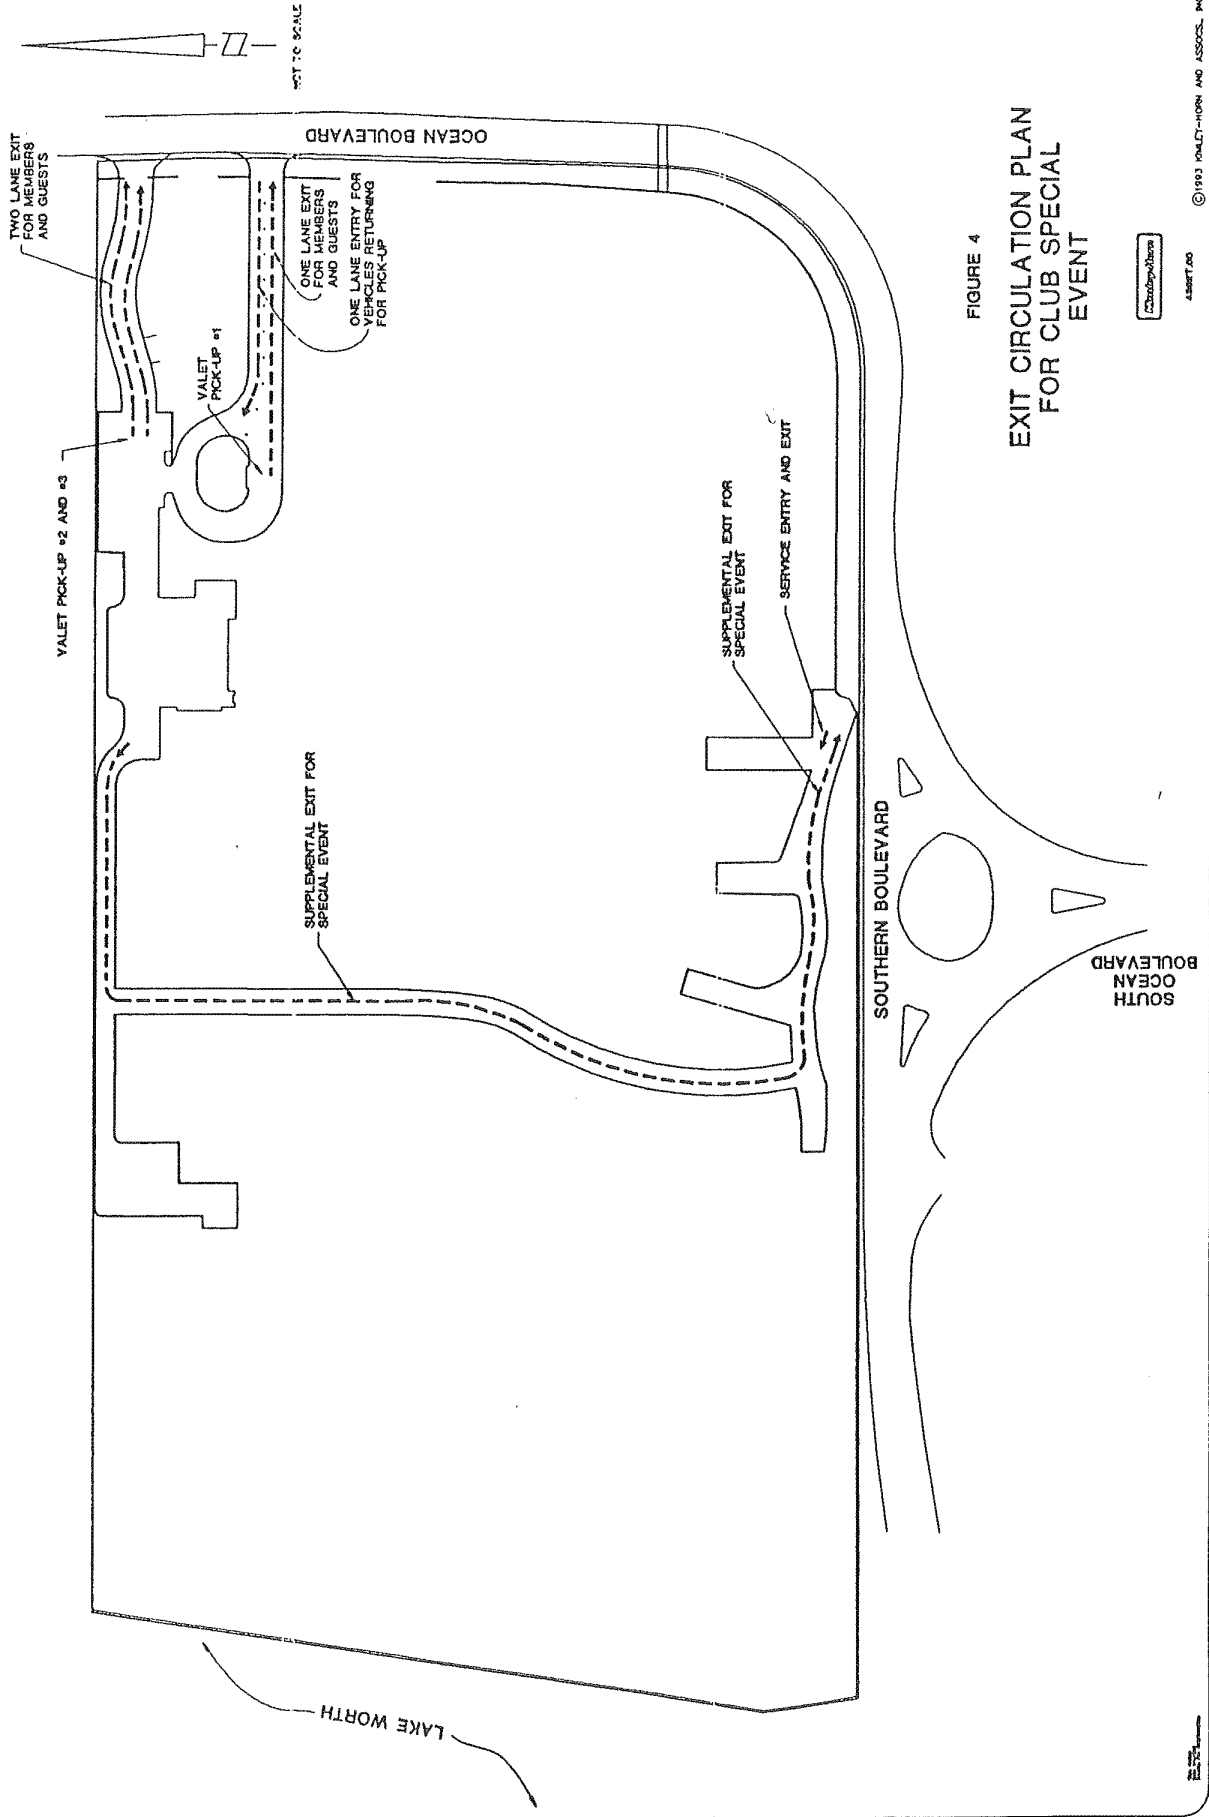 NOT TO SCALE
TWO LANE EXIT
FOR MEMBERS
AND GUESTS
OCEAN BOULEVARD
ONE LANE EXIT
FOR MEMBERS
AND GUESTS
ONE LANE ENTRY FOR
VEHICLES RETURNING
FOR PICK-UP
VALET
PICK-UP #1
VALET PICK-UP #2 AND #3
SUPPLEMENTAL EXIT FOR
SPECIAL EVENT
SERVICE ENTRY AND EXIT
SUPPLEMENTAL EXIT FOR
SPECIAL EVENT
SOUTHERN BOULEVARD
SOUTH
OCEAN
BOULEVARD
LAKE WORTH
FIGURE 4
EXIT CIRCULATION PLAN
FOR CLUB SPECIAL
EVENT
©1993 KIMLEY-HORN AND ASSOCS.